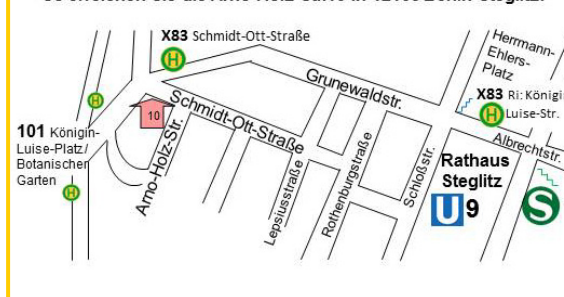 X83 Schmidt-Ott-Straße
Herrmann-
Ehlers-
Platz
Grunewaldstr.
X83 Ri: Königin
Luise-Str.
H
H
H
H
10
Schmidt-Ott-Straße
Albrechtstr.
101 Königin-
Luise-Platz/
Botanischer
Garten
Arno-Holz-Str.
Lepsiusstraße
Rothenburgstraße
Schloßstr.
Rathaus
Steglitz
U 9
S